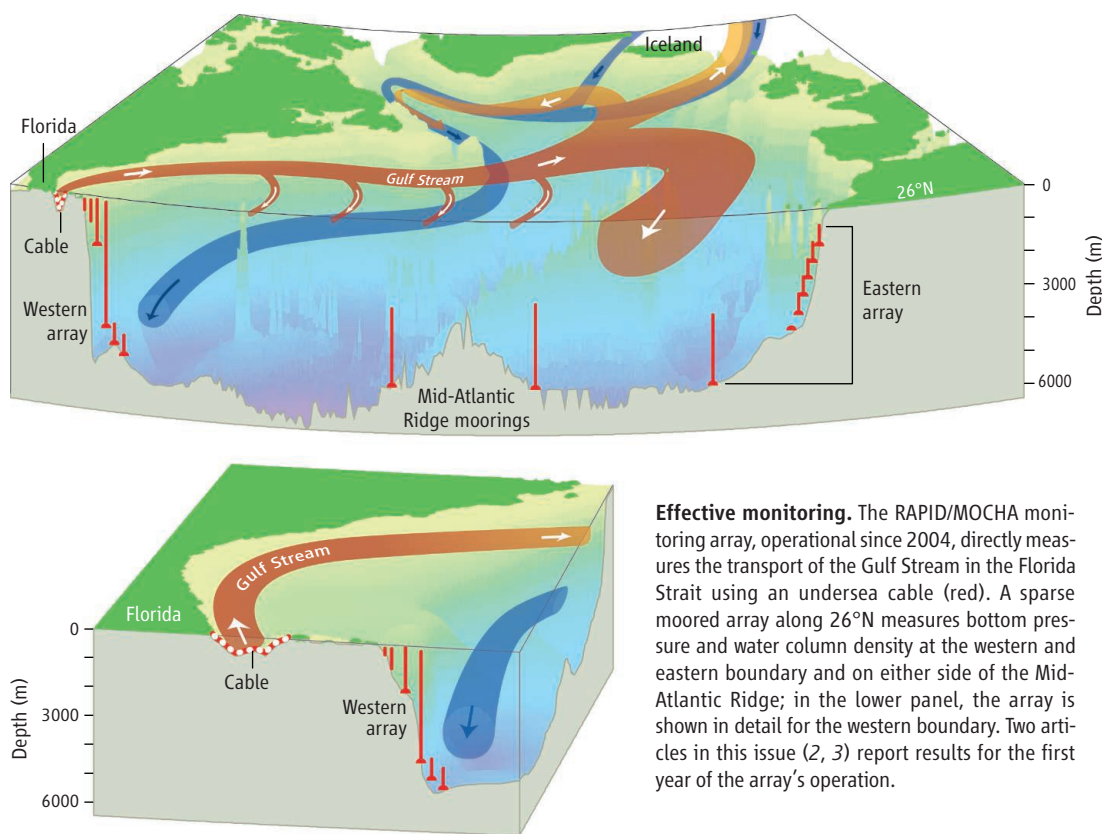 Iceland
Florida
Gulf Stream
26°N
0
Cable
3000
Depth (m)
Western
array
Eastern
array
6000
Mid-Atlantic
Ridge moorings
Gulf Stream
Florida
0
Cable
Western
array
3000
Depth (m)
6000
Effective monitoring. The RAPID/MOCHA moni-
toring array, operational since 2004, directly meas-
ures the transport of the Gulf Stream in the Florida
Strait using an undersea cable (red). A sparse
moored array along 26°N measures bottom pres-
sure and water column density at the western and
eastern boundary and on either side of the Mid-
Atlantic Ridge; in the lower panel, the array is
shown in detail for the western boundary. Two arti-
cles in this issue (2, 3) report results for the first
year of the array's operation.